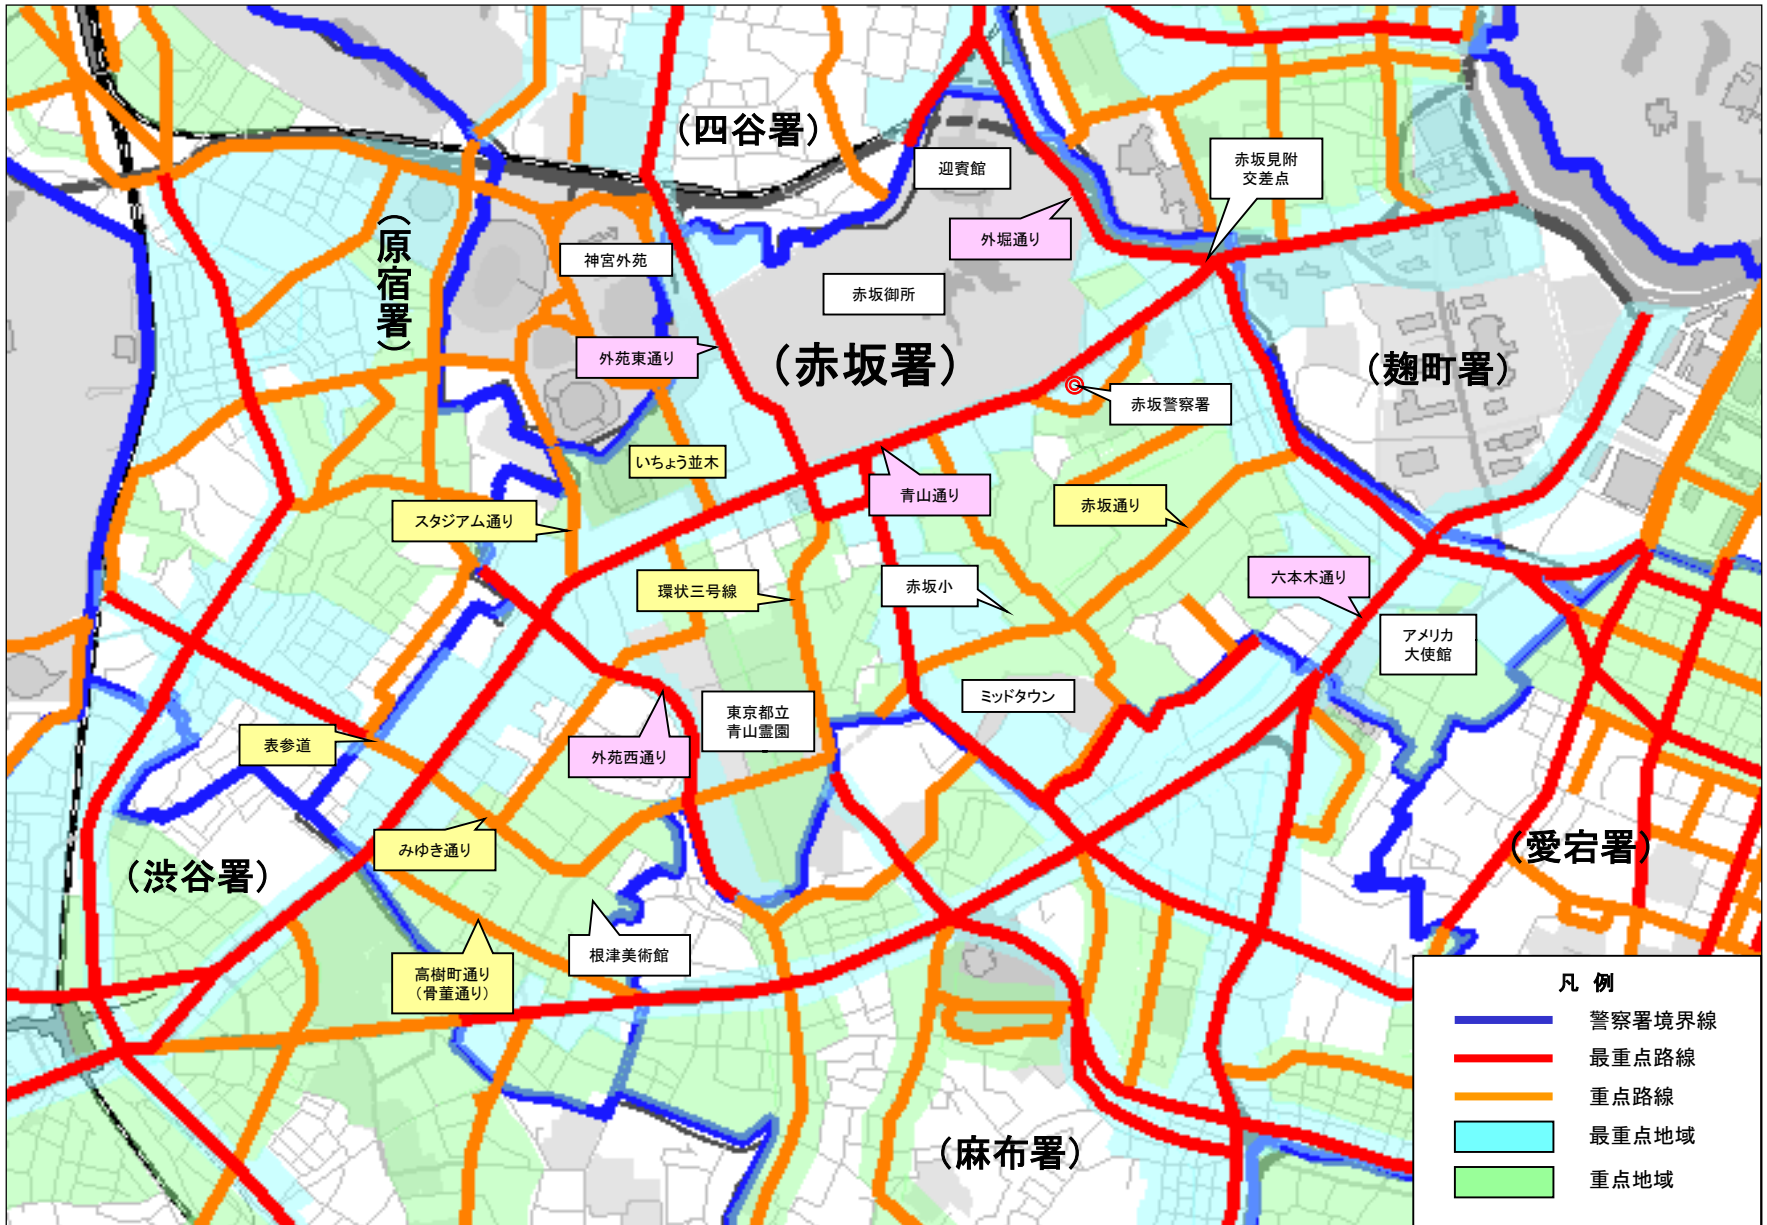 (四谷署)
迎賓館
赤坂見附
交差点
(原宿署)
外堀通り
神宮外苑
赤坂御所
外苑東通り
(赤坂署)
(麹町署)
赤坂警察署
いちょう並木
青山通り
赤坂通り
スタジアム通り
環状三号線
赤坂小
六本木通り
アメリカ
大使館
ミッドタウン
東京都立
青山霊園
表参道
外苑西通り
みゆき通り
(渋谷署)
(愛宕署)
根津美術館
高樹町通り
(骨董通り)
(麻布署)
凡 例
警察署境界線
最重点路線
重点路線
最重点地域
重点地域